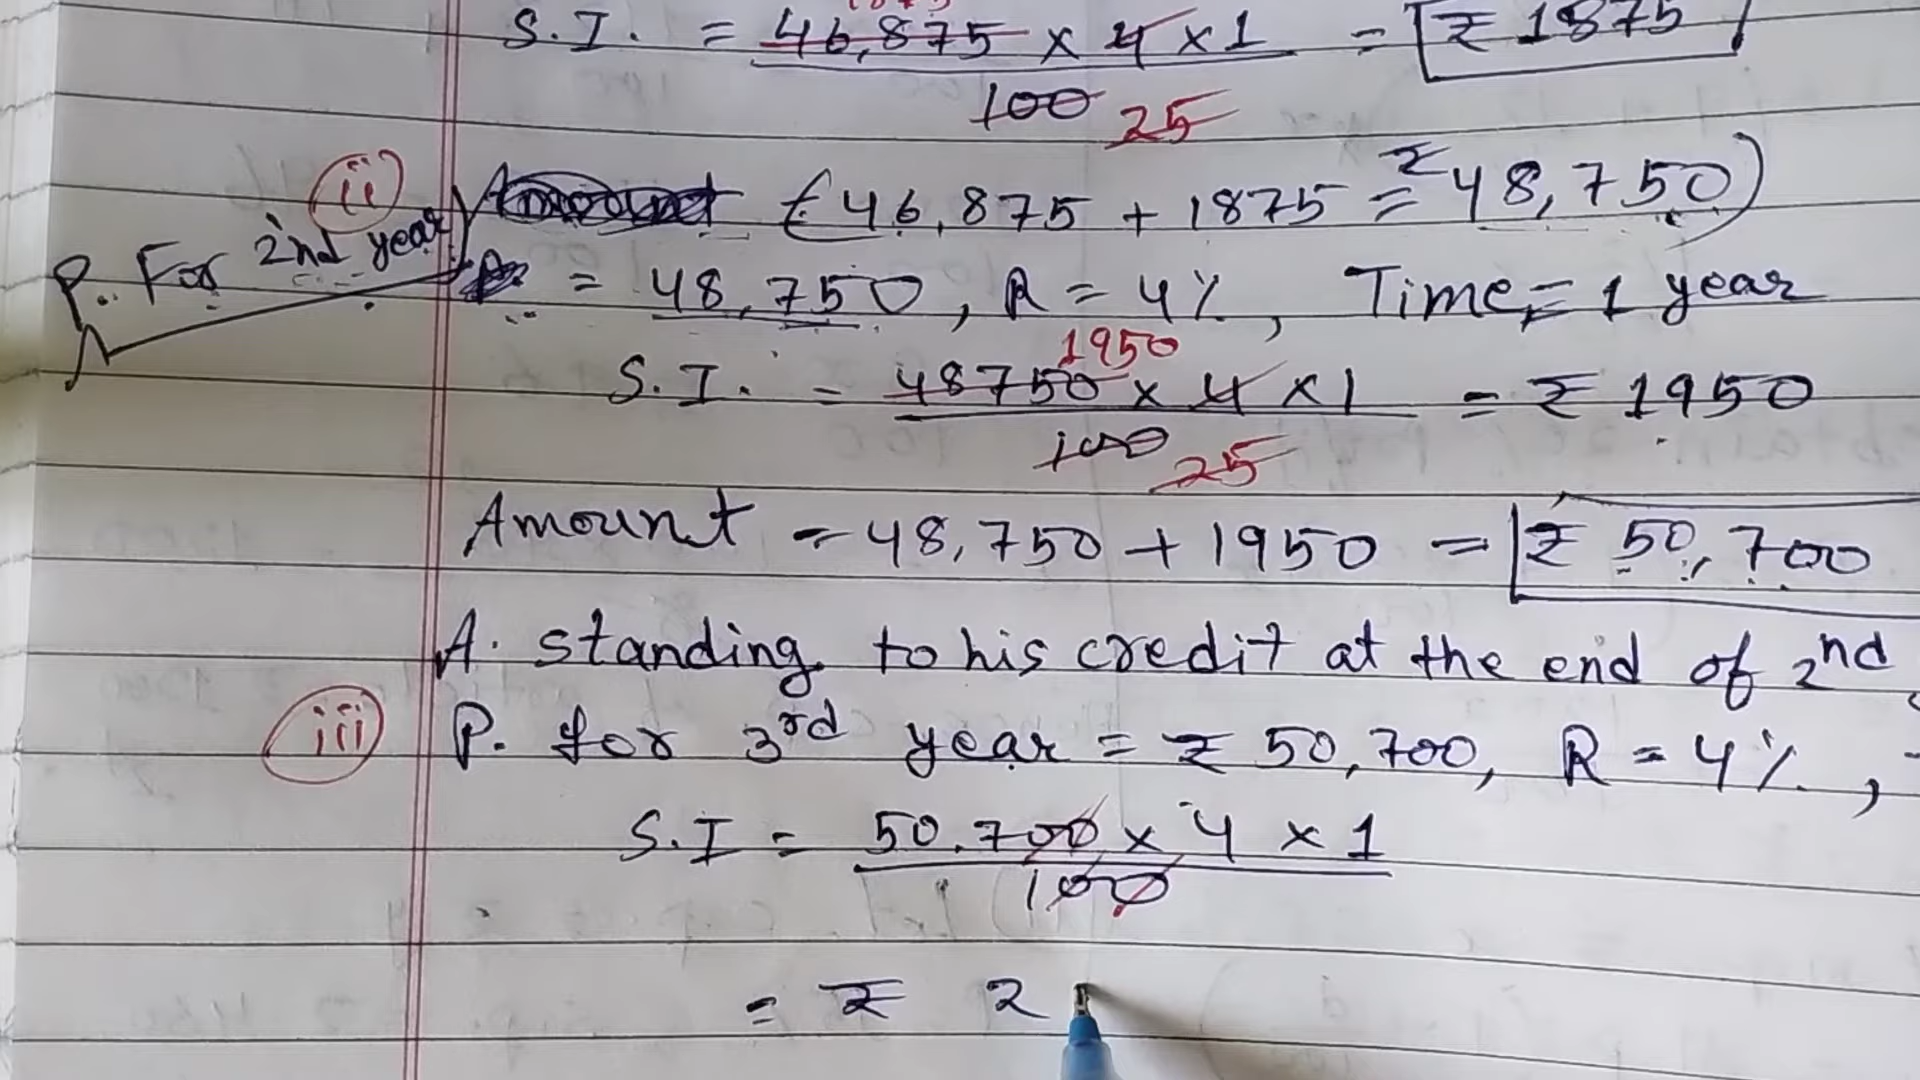 1875
S.I. = 46,875 × 4 × 1 = ₹ 1875
100 25
(ii) (46,875 + 1875 = ₹ 48,750)
P. For 2nd year = 48,750, R = 4%, Time = 1 year
1950
S.I. = 48750 × 4 × 1 = ₹ 1950
100 25
Amount = 48,750 + 1950 = ₹ 50,700
A. standing to his credit at the end of 2nd
(iii) P. for 3rd year = ₹ 50,700, R = 4%,
S.I = 50.700 × 4 × 1
100
= ₹ 2